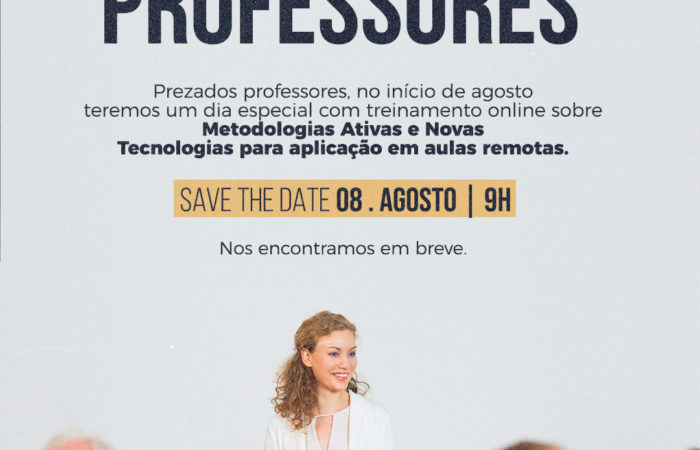 PROFESSORES
Prezados professores, no início de agosto
teremos um dia especial com treinamento online sobre
Metodologias Ativas e Novas
Tecnologias para aplicação em aulas remotas.
SAVE THE DATE 08 . AGOSTO | 9H
Nos encontramos em breve.